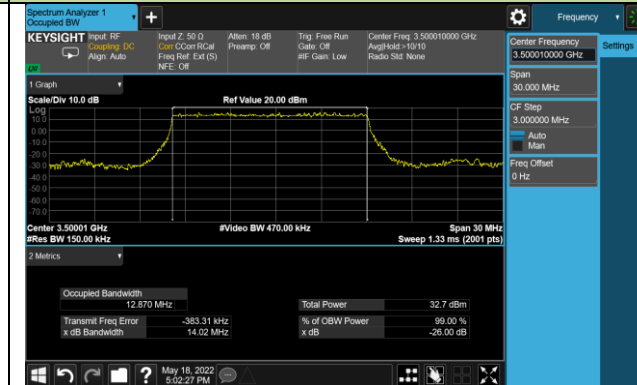 Spectrum Analyzer 1
Occupied BW
Frequency
KEYSIGHT
Input: RF
Coupling: DC
Align: Auto
Input Z: 50 Ω
Corr CCorr RCal
Freq Ref: Ext (S)
NFE: Off
Atten: 18 dB
Preamp: Off
Trig: Free Run
Gate: Off
#IF Gain: Low
Center Freq: 3.500010000 GHz
Avg|Hold:>10/10
Radio Std: None
LW
Center Frequency
3.500010000 GHz
Settings
Span
30.000 MHz
CF Step
3.000000 MHz
Auto
Man
Freq Offset
0 Hz
1 Graph
Scale/Div 10.0 dB
Ref Value 20.00 dBm
Log
10.0
0.00
-10.0
-20.0
-30.0
-40.0
-50.0
-60.0
-70.0
Center 3.50001 GHz
#Video BW 470.00 kHz
Span 30 MHz
#Res BW 150.00 kHz
Sweep 1.33 ms (2001 pts)
2 Metrics
Occupied Bandwidth
12.870 MHz
Total Power
32.7 dBm
Transmit Freq Error
-383.31 kHz
% of OBW Power
99.00 %
x dB Bandwidth
14.02 MHz
x dB
-26.00 dB
?
May 18, 2022
5:02:27 PM